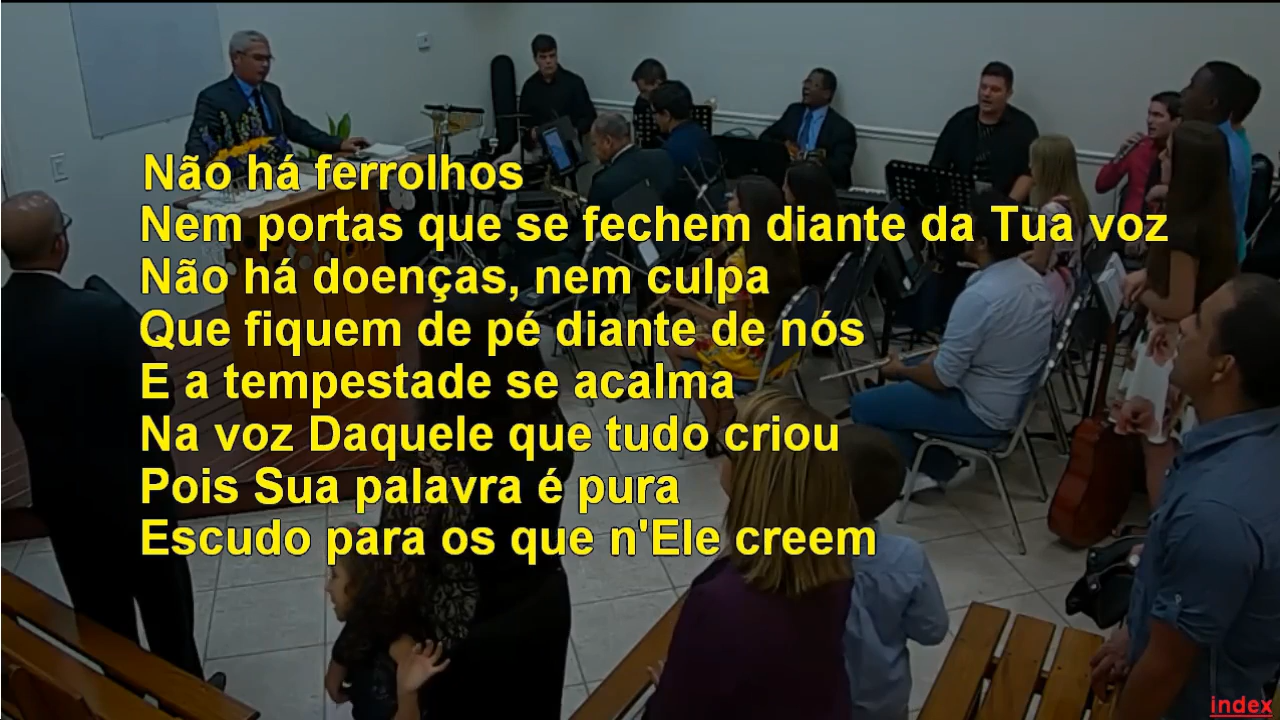 Não há ferrolhos
Nem portas que se fechem diante da Tua voz
Não há doenças, nem culpa
Que fiquem de pé diante de nós
E a tempestade se acalma
Na voz Daquele que tudo criou
Pois Sua palavra é pura
Escudo para os que n'Ele creem
index